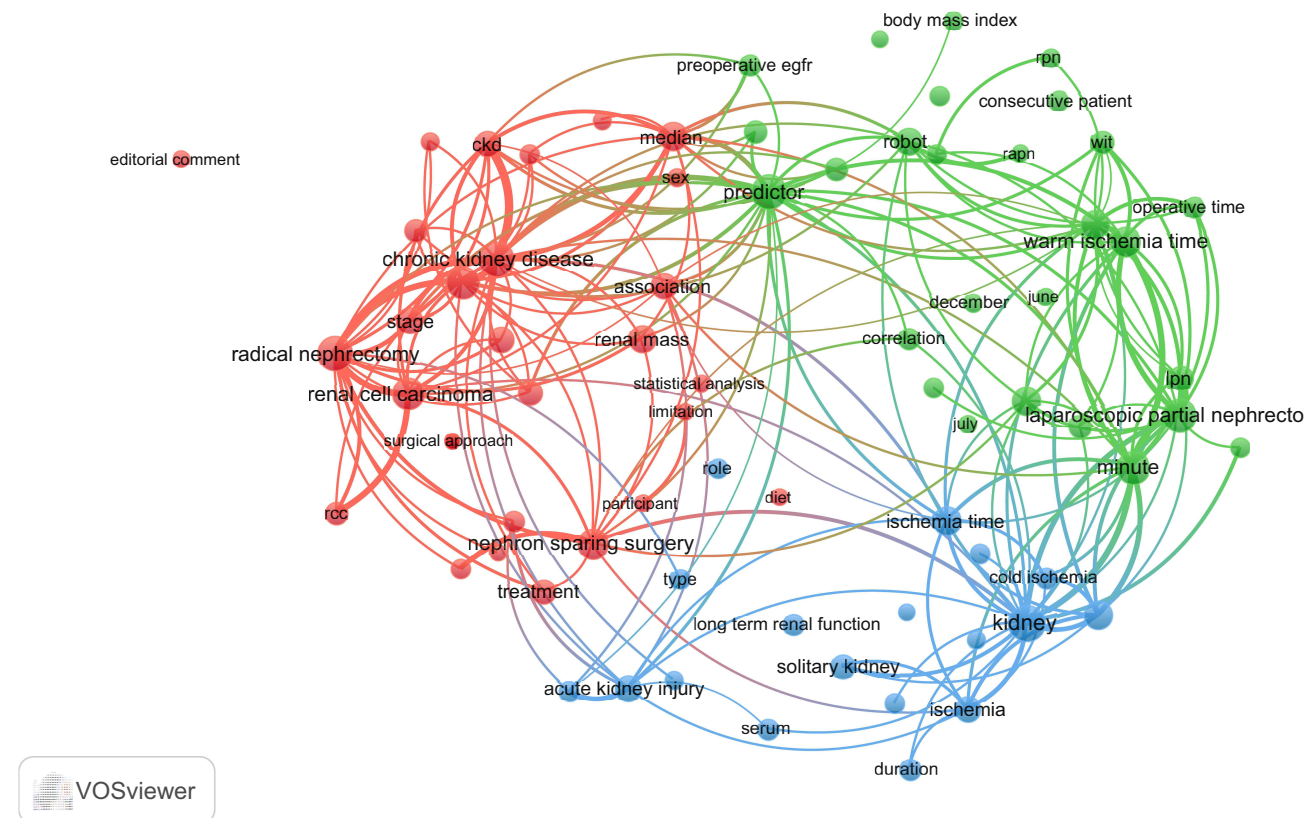 body mass index
preoperative egfr
rpn
consecutive patient
median
ckd
robot
wit
rapn
editorial comment
sex
predictor
operative time
warm ischemia time
chronic kidney disease
association
december
june
stage
renal mass
correlation
radical nephrectomy
statistical analysis
lpn
renal cell carcinoma
limitation
laparoscopic partial nephrecto
july
surgical approach
role
minute
diet
participant
rcc
ischemia time
nephron sparing surgery
type
cold ischemia
treatment
long term renal function
kidney
solitary kidney
acute kidney injury
ischemia
serum
duration
VOSviewer